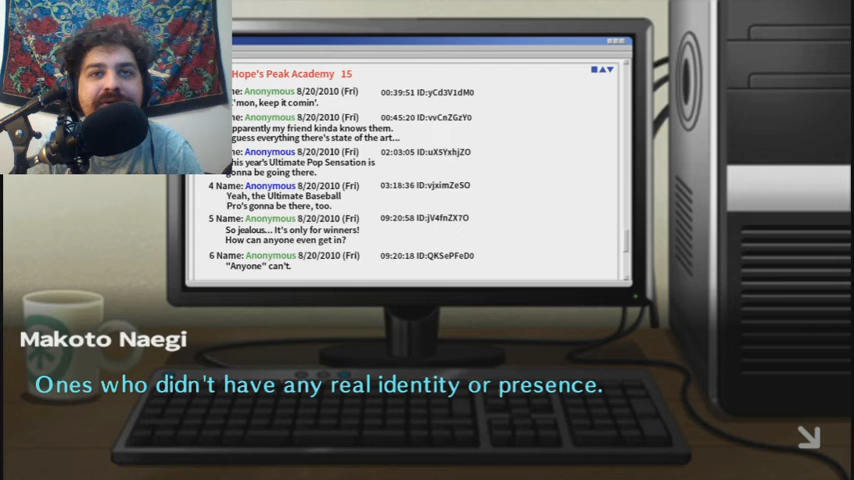 Hope's Peak Academy 15
Anonymous 8/20/2010 (Fri) 00:39:51 ID:yCd3V1dM0
'mon, keep it comin'.
Anonymous 8/20/2010 (Fri) 00:45:20 ID:vvCnZGzY0
my friend kinda knows them.
guess everything there's state of the art...
Anonymous 8/20/2010 (Fri) 02:03:05 ID:uXSYxhjZO
year's Ultimate Pop Sensation is
gonna be going there.
4 Name: Anonymous 8/20/2010 (Fri) 03:18:36 ID:vjximZeSO
Yeah, the Ultimate Baseball
Pro's gonna be there, too.
5 Name: Anonymous 8/20/2010 (Fri) 09:20:58 ID:jV4fnZX7O
So jealous... It's only for winners!
How can anyone even get in?
6 Name: Anonymous 8/20/2010 (Fri) 09:20:18 ID:QKSePFeD0
"Anyone" can't.
Makoto Naegi
Ones who didn't have any real identity or presence.